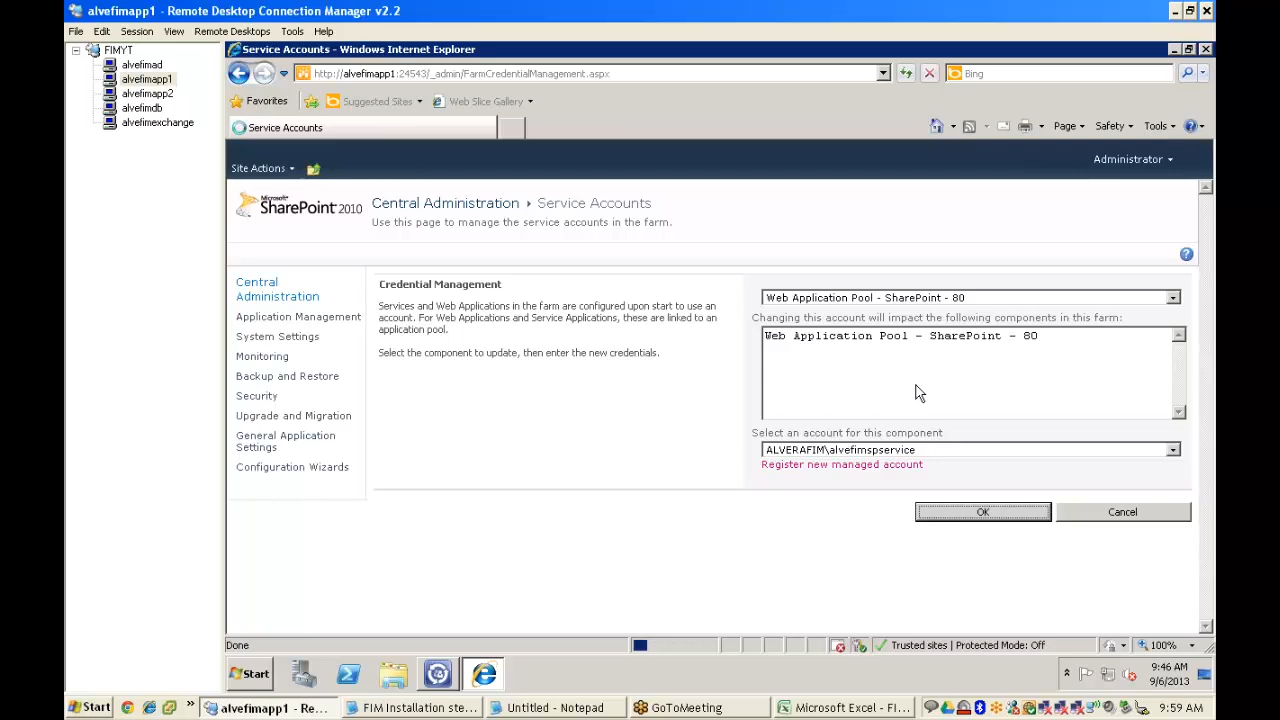 alvefimapp1 - Remote Desktop Connection Manager v2.2
File Edit Session View Remote Desktops Tools Help
FIMYT
alvefimad
alvefimapp1
alvefimapp2
alvefimdb
alvefimexchange
Service Accounts - Windows Internet Explorer
http://alvefimapp1:24543/_admin/FarmCredentialManagement.aspx
Bing
Favorites Suggested Sites Web Slice Gallery
Service Accounts
Page Safety Tools
Site Actions
Administrator
Microsoft
SharePoint 2010
Central Administration Service Accounts
Use this page to manage the service accounts in the farm.
Central
Administration
Application Management
System Settings
Monitoring
Backup and Restore
Security
Upgrade and Migration
General Application
Settings
Configuration Wizards
Credential Management
Services and Web Applications in the farm are configured upon start to use an
account. For Web Applications and Service Applications, these are linked to an
application pool.
Select the component to update, then enter the new credentials.
Web Application Pool - SharePoint - 80
Changing this account will impact the following components in this farm:
Web Application Pool - SharePoint - 80
Select an account for this component
ALVERAFIM\alvefimspservice
Register new managed account
OK Cancel
Done
Trusted sites | Protected Mode: Off
100%
Start
9:46 AM
9/6/2013
Start
alvefimapp1 - Re...
FIM Installation ste...
Untitled - Notepad
GoToMeeting
Microsoft Excel - FI...
9:59 AM